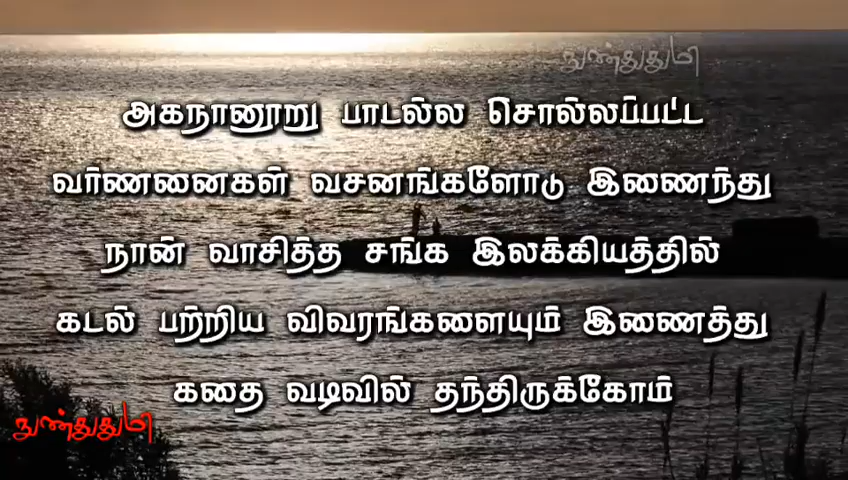 நுண்துதுமி
அகநானூறு பாடல்ல சொல்லப்பட்ட
வர்ணனைகள் வசனங்களோடு இணைந்து
நான் வாசித்த சங்க இலக்கியத்தில்
கடல் பற்றிய விவரங்களையும் இணைத்து
கதை வடிவில் தந்திருக்கோம்
நுண்துதுமி